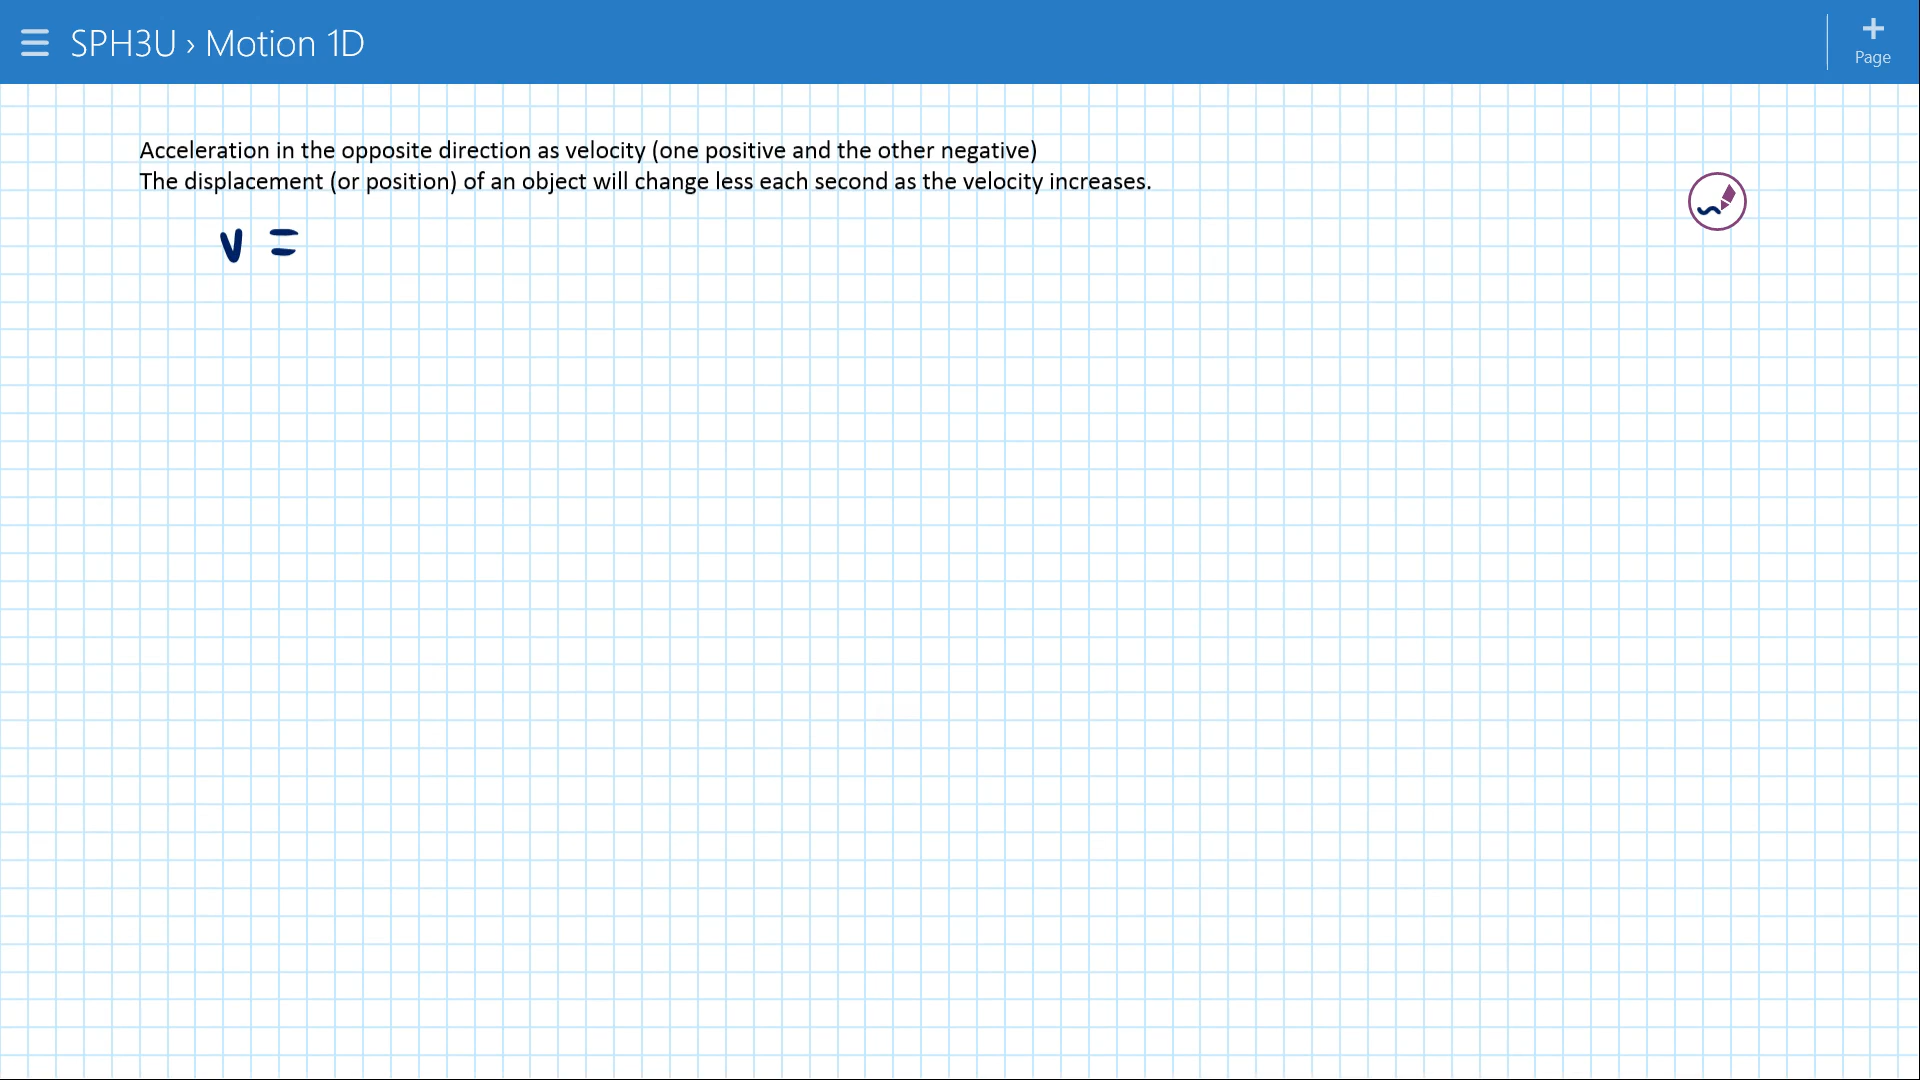 SPH3U › Motion 1D
Page
Acceleration in the opposite direction as velocity (one positive and the other negative)
The displacement (or position) of an object will change less each second as the velocity increases.
v =